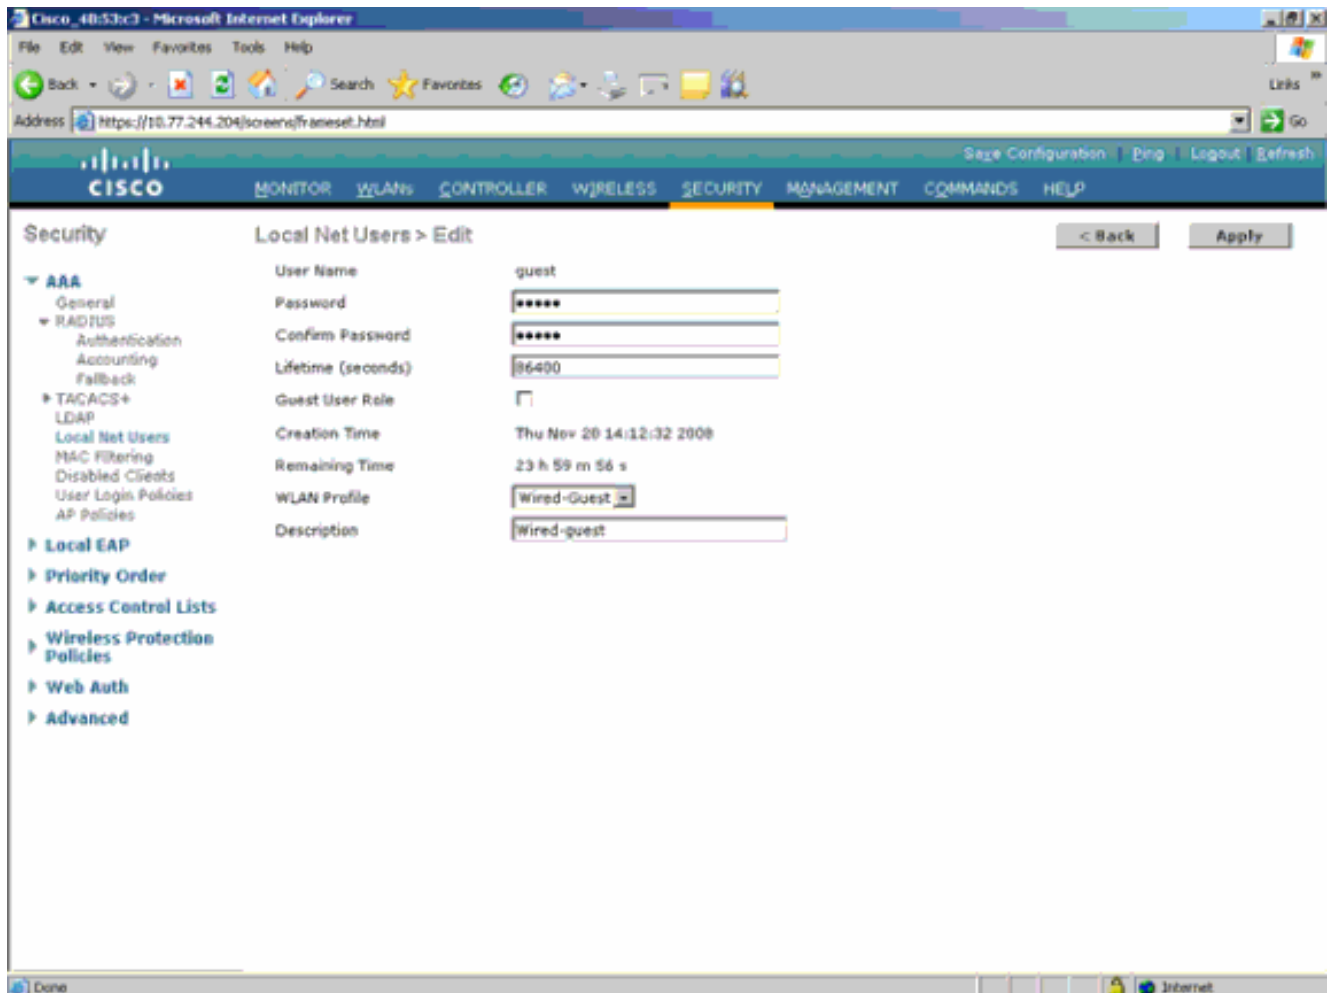 Cisco_40:53:c3 - Microsoft Internet Explorer
File Edit View Favorites Tools Help
Back Search Favorites Links
Address https://10.77.244.204/screens/frameset.html Go
Save Configuration | Ping | Logout | Refresh
CISCO MONITOR WLANs CONTROLLER WIRELESS SECURITY MANAGEMENT COMMANDS HELP
Security
AAA
General
RADIUS
Authentication
Accounting
Fallback
TACACS+
LDAP
Local Net Users
MAC Filtering
Disabled Clients
User Login Policies
AP Policies
Local EAP
Priority Order
Access Control Lists
Wireless Protection
Policies
Web Auth
Advanced
Local Net Users > Edit
< Back Apply
User Name guest
Password •••••
Confirm Password •••••
Lifetime (seconds) 86400
Guest User Role
Creation Time Thu Nov 20 14:12:32 2008
Remaining Time 23 h 59 m 56 s
WLAN Profile Wired-Guest
Description Wired-guest
Done Internet